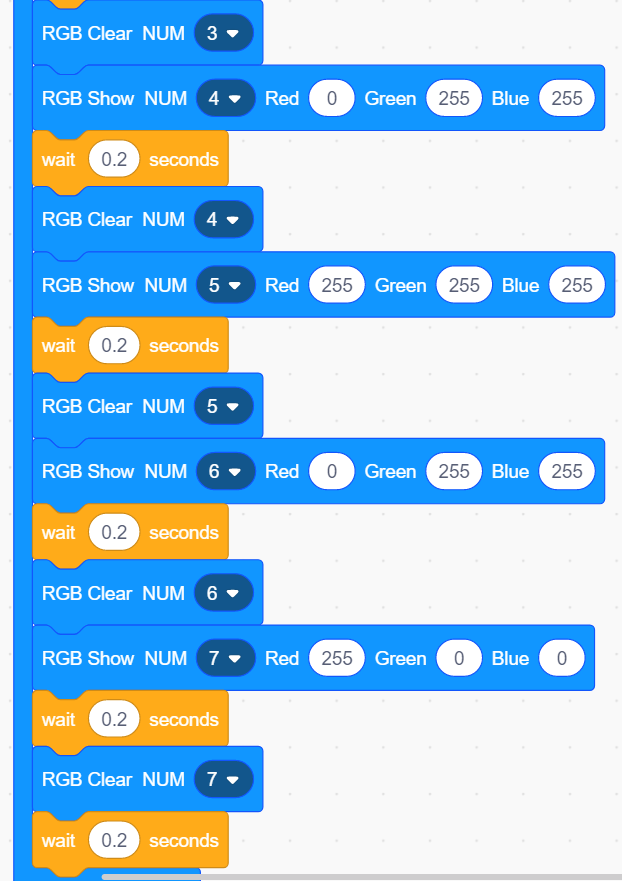 RGB Clear NUM 3
RGB Show NUM 4 Red 0 Green 255 Blue 255
wait 0.2 seconds
RGB Clear NUM 4
RGB Show NUM 5 Red 255 Green 255 Blue 255
wait 0.2 seconds
RGB Clear NUM 5
RGB Show NUM 6 Red 0 Green 255 Blue 255
wait 0.2 seconds
RGB Clear NUM 6
RGB Show NUM 7 Red 255 Green 0 Blue 0
wait 0.2 seconds
RGB Clear NUM 7
wait 0.2 seconds